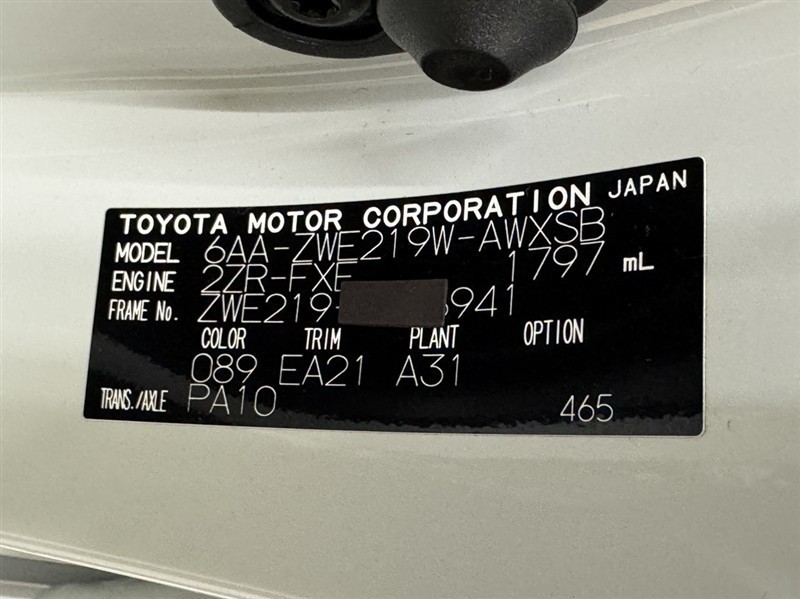 TOYOTA MOTOR CORPORATION JAPAN
MODEL 6AA-ZWE219W-AWXSB
ENGINE 2ZR-FXE 1797 mL
FRAME No. ZWE219- 941
COLOR TRIM PLANT OPTION
089 EA21 A31
TRANS./AXLE PA10 465